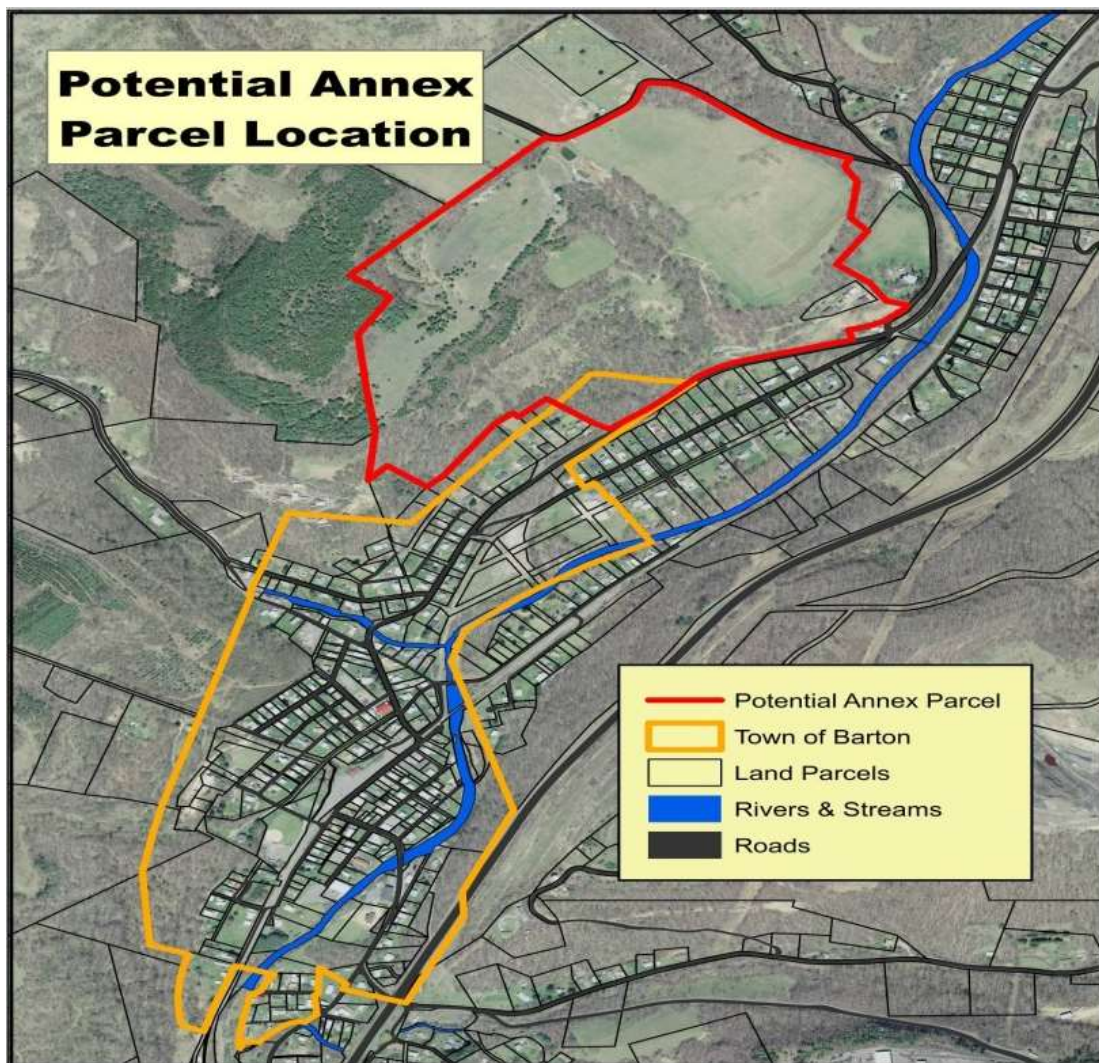 Potential Annex
Parcel Location
Potential Annex Parcel
Town of Barton
Land Parcels
Rivers & Streams
Roads